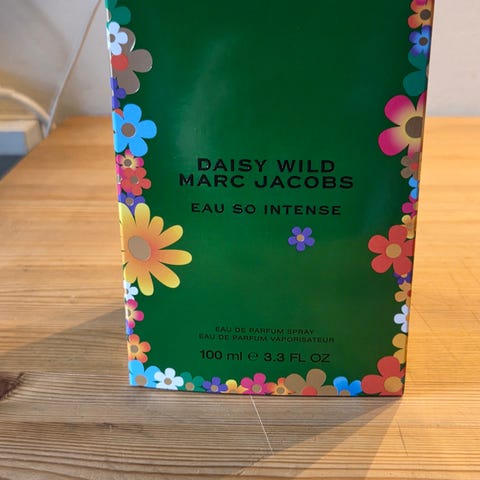 DAISY WILD
MARC JACOBS
EAU SO INTENSE
EAU DE PARFUM SPRAY
EAU DE PARFUM VAPORISATEUR
100 ml ℮ 3.3 FL OZ